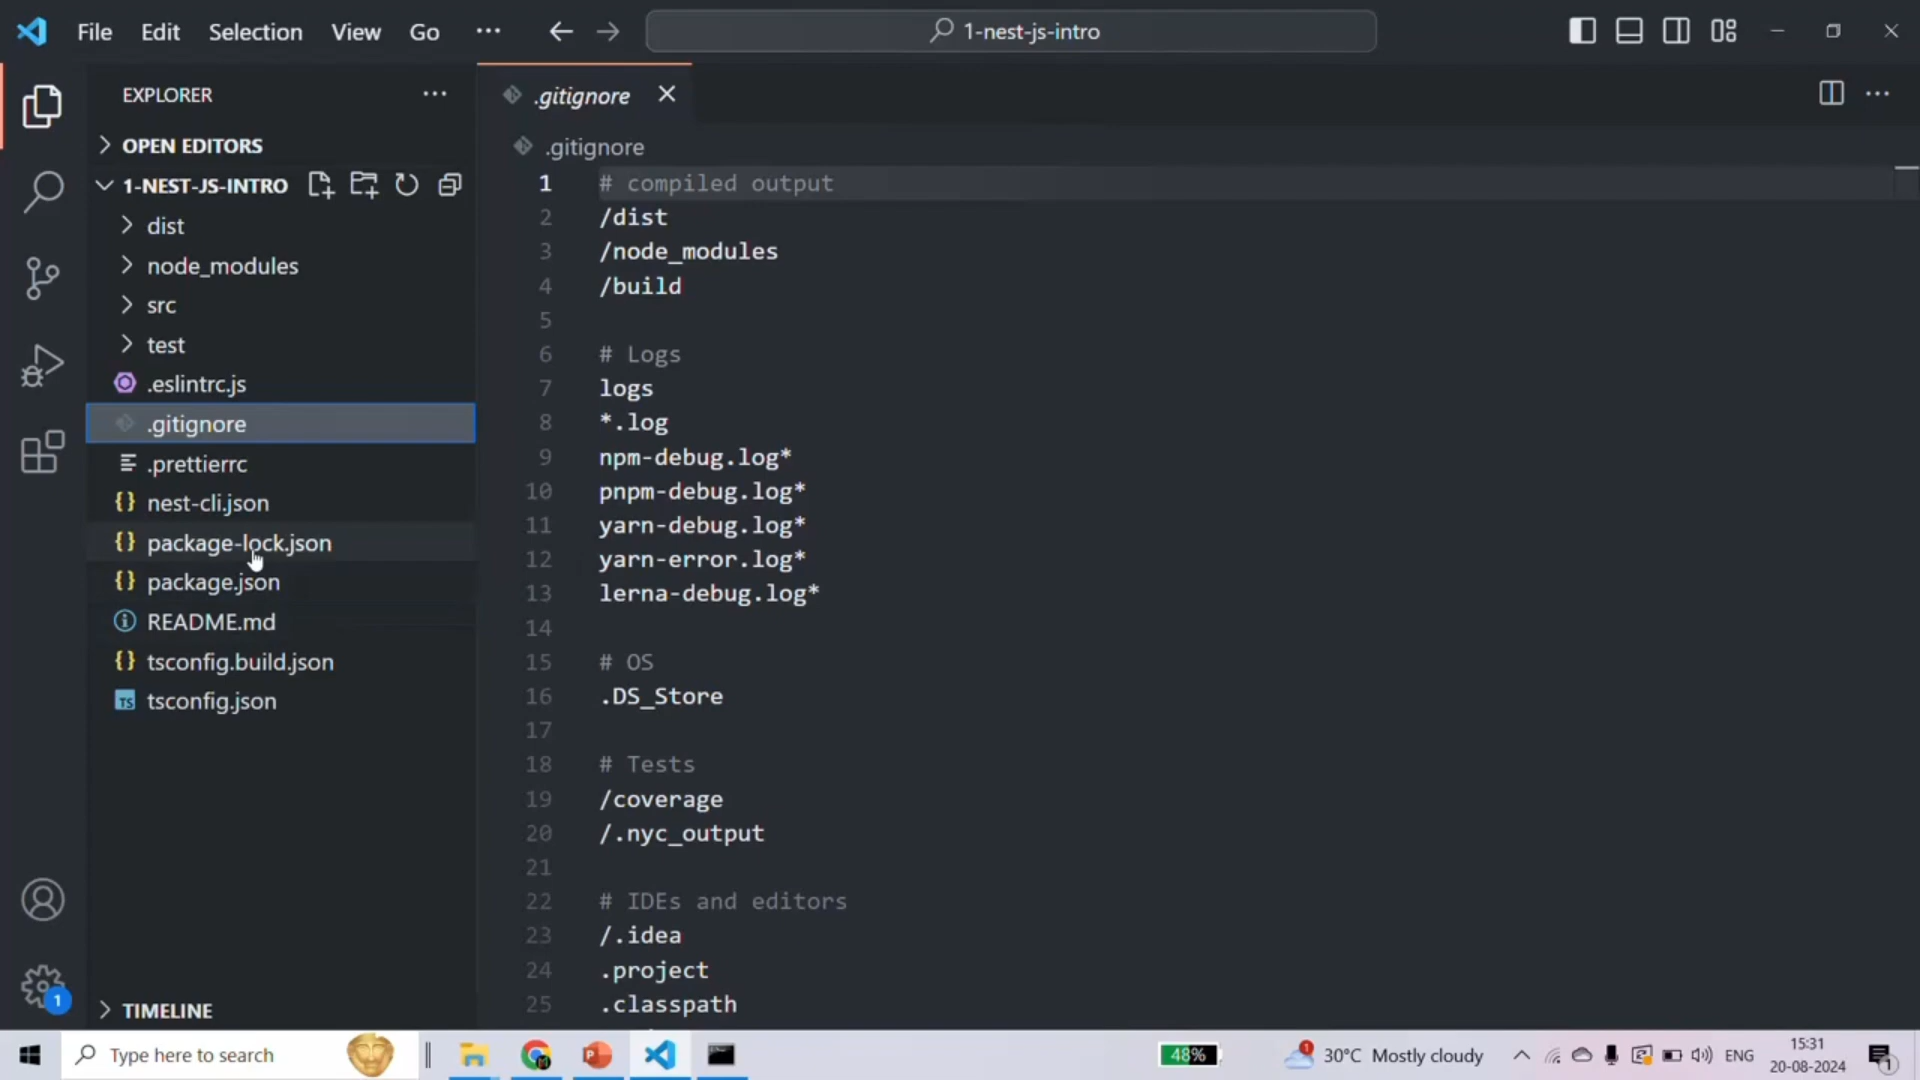 File Edit Selection View Go ··· 1-nest-js-intro
EXPLORER ···
OPEN EDITORS
1-NEST-JS-INTRO
dist
node_modules
src
test
.eslintrc.js
.gitignore
.prettierrc
nest-cli.json
package-lock.json
package.json
README.md
tsconfig.build.json
TS tsconfig.json
TIMELINE
1
.gitignore
.gitignore
1 # compiled output
2 /dist
3 /node_modules
4 /build
5
6 # Logs
7 logs
8 *.log
9 npm-debug.log*
10 pnpm-debug.log*
11 yarn-debug.log*
12 yarn-error.log*
13 lerna-debug.log*
14
15 # OS
16 .DS_Store
17
18 # Tests
19 /coverage
20 /.nyc_output
21
22 # IDEs and editors
23 /.idea
24 .project
25 .classpath
Type here to search
48%
1
30°C Mostly cloudy
ENG
15:31
20-08-2024
1